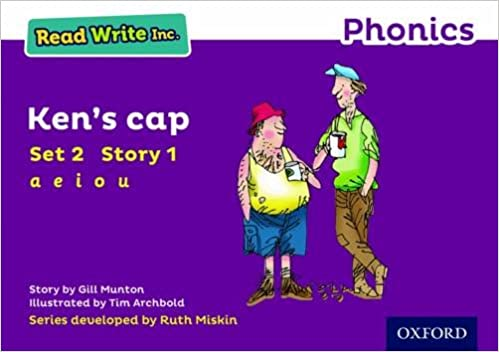 Read Write Inc.
Phonics
Ken's cap
Set 2 Story 1
a e i o u
Story by Gill Munton
Illustrated by Tim Archbold
Series developed by Ruth Miskin
OXFORD